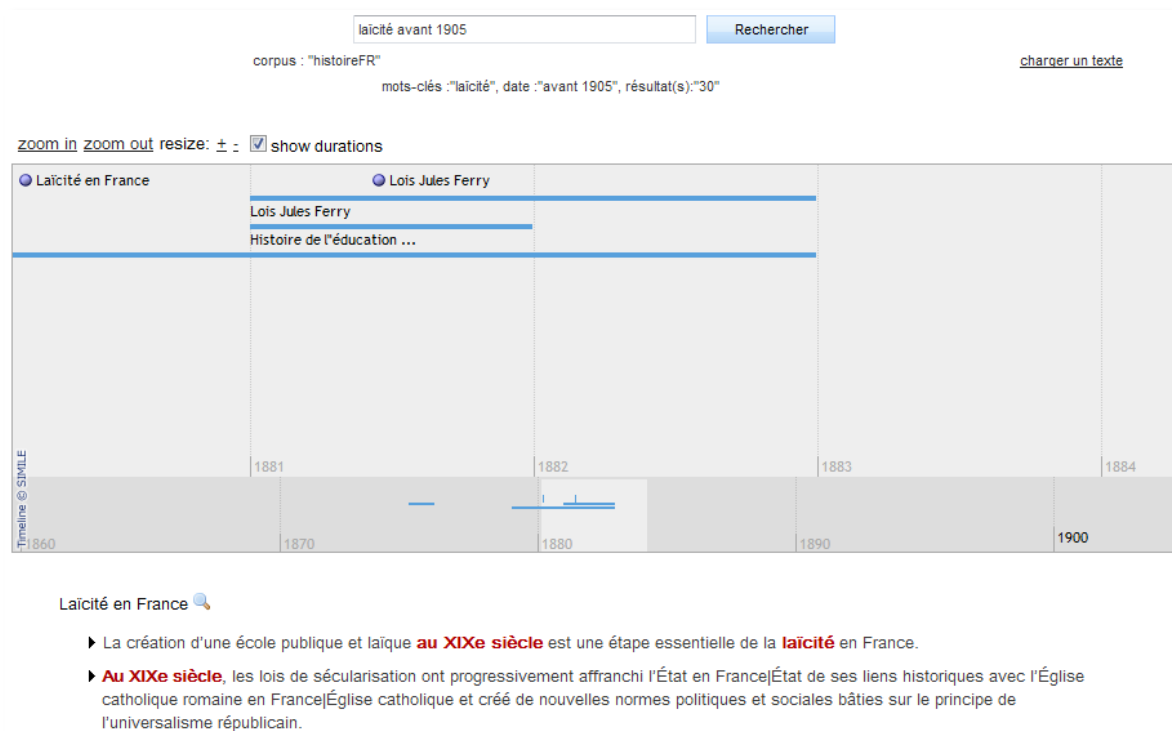 laïcité avant 1905
Rechercher
corpus : "histoireFR"
charger un texte
mots-clés :"laïcité", date :"avant 1905", résultat(s):"30"
zoom in zoom out resize: + - show durations
Laïcité en France
Lois Jules Ferry
Lois Jules Ferry
Histoire de l"éducation ...
1881
1882
1883
1884
Timeline © SIMILE
1860
1870
1880
1890
1900
Laïcité en France
La création d'une école publique et laïque au XIXe siècle est une étape essentielle de la laïcité en France.
Au XIXe siècle, les lois de sécularisation ont progressivement affranchi l'État en France|État de ses liens historiques avec l'Église
catholique romaine en France|Église catholique et créé de nouvelles normes politiques et sociales bâties sur le principe de
l'universalisme républicain.